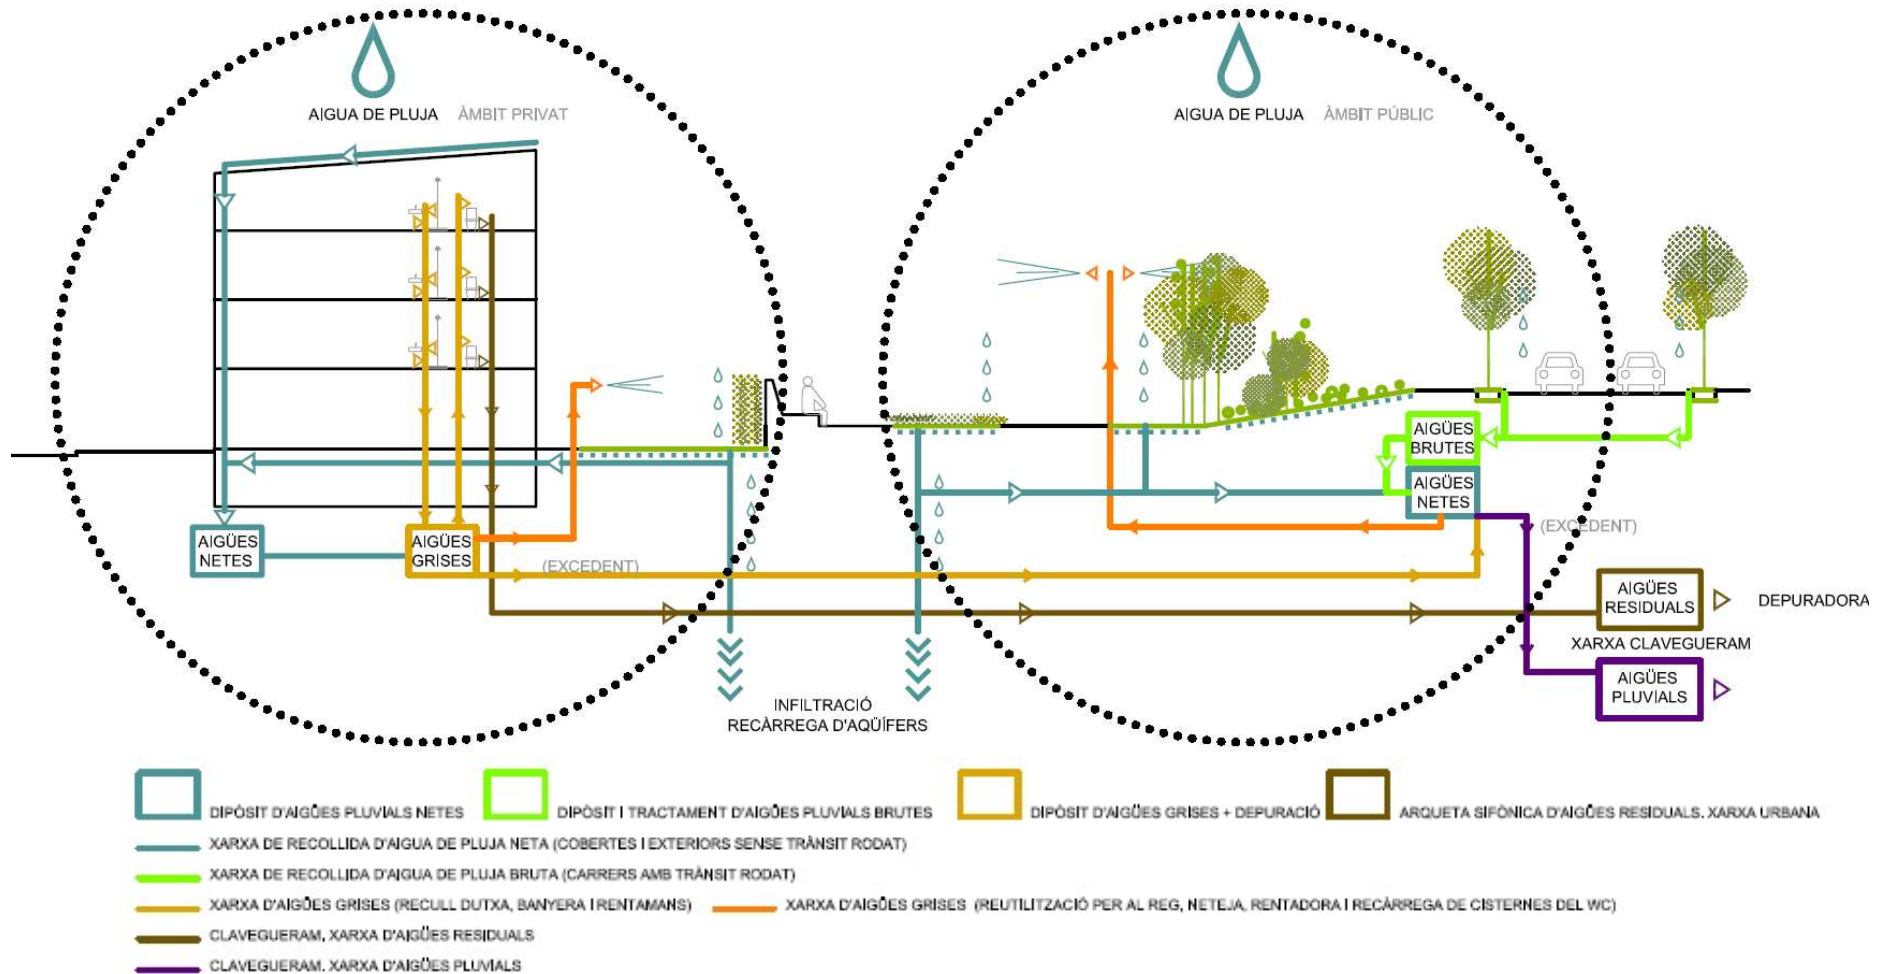 AIGUA DE PLUJA ÀMBIT PRIVAT
AIGUA DE PLUJA ÀMBIT PÚBLIC
AIGÜES
NETES
AIGÜES
GRISES
(EXCEDENT)
AIGÜES
BRUTES
AIGÜES
NETES
(EXCEDENT)
AIGÜES
RESIDUALS
DEPURADORA
XARXA CLAVEGUERAM
AIGÜES
PLUVIALS
INFILTRACIÓ
RECÀRREGA D'AQÜÍFERS
DIPÒSIT D'AIGÜES PLUVIALS NETES
DIPÒSIT I TRACTAMENT D'AIGÜES PLUVIALS BRUTES
DIPÒSIT D'AIGÜES GRISES + DEPURACIÓ
ARQUETA SIFÒNICA D'AIGÜES RESIDUALS. XARXA URBANA
XARXA DE RECOLLIDA D'AIGUA DE PLUJA NETA (COBERTES I EXTERIORS SENSE TRÀNSIT RODAT)
XARXA DE RECOLLIDA D'AIGUA DE PLUJA BRUTA (CARRERS AMB TRÀNSIT RODAT)
XARXA D'AIGÜES GRISES (RECULL DUTXA, BANYERA I RENTAMANS)
XARXA D'AIGÜES GRISES (REUTILITZACIÓ PER AL REG, NETEJA, RENTADORA I RECÀRREGA DE CISTERNES DEL WC)
CLAVEGUERAM. XARXA D'AIGÜES RESIDUALS
CLAVEGUERAM. XARXA D'AIGÜES PLUVIALS